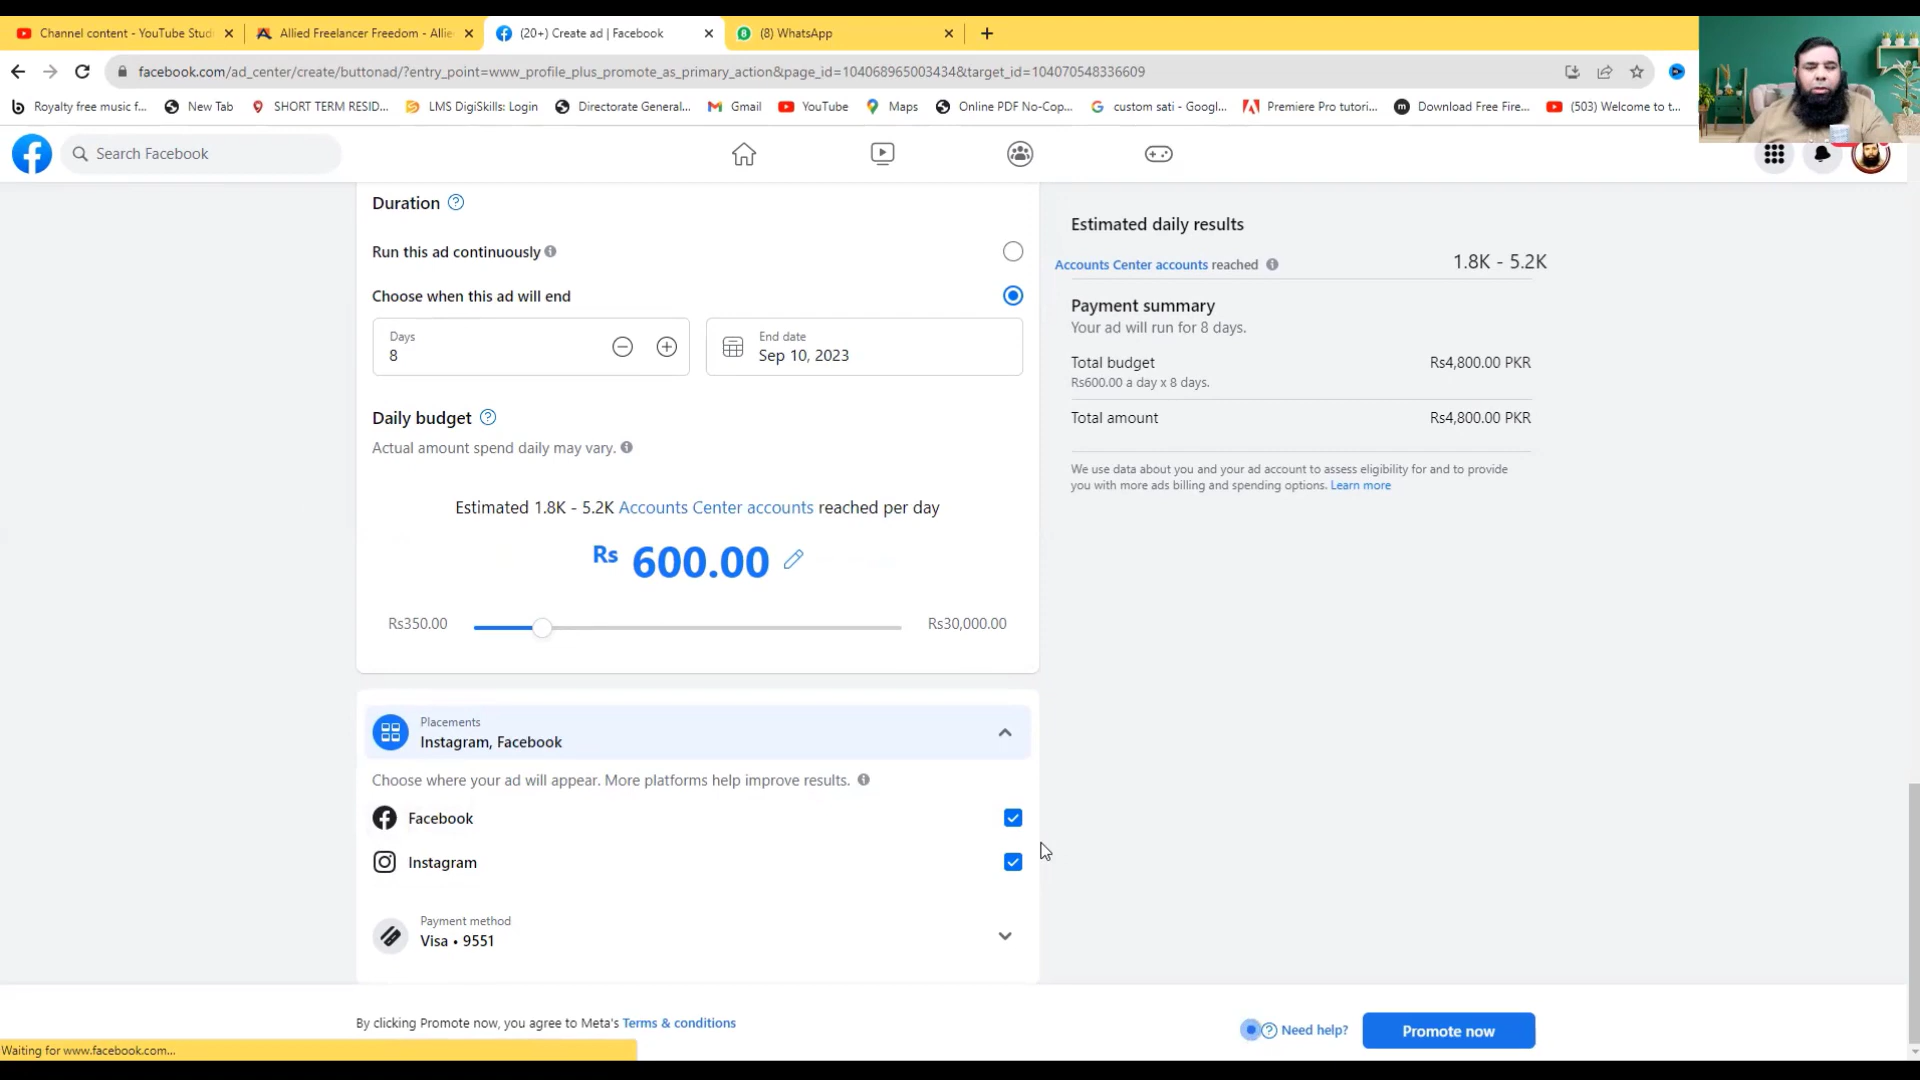 Channel content - YouTube Stud
Allied Freelancer Freedom - Allie
(20+) Create ad | Facebook
(8) WhatsApp
facebook.com/ad_center/create/buttonad/?entry_point=www_profile_plus_promote_as_primary_action&page_id=104068965003434&target_id=104070548336609
Royalty free music f...
New Tab
SHORT TERM RESID...
LMS DigiSkills: Login
Directorate General...
Gmail
YouTube
Maps
Online PDF No-Cop...
custom sati - Googl...
Premiere Pro tutori...
Download Free Fire...
(503) Welcome to t...
Search Facebook
Duration
Run this ad continuously
Choose when this ad will end
Days
8
End date
Sep 10, 2023
Daily budget
Actual amount spend daily may vary.
Estimated 1.8K - 5.2K Accounts Center accounts reached per day
Rs 600.00
Rs350.00
Rs30,000.00
Placements
Instagram, Facebook
Choose where your ad will appear. More platforms help improve results.
Facebook
Instagram
Payment method
Visa • 9551
Estimated daily results
Accounts Center accounts reached
1.8K - 5.2K
Payment summary
Your ad will run for 8 days.
Total budget
Rs4,800.00 PKR
Rs600.00 a day x 8 days.
Total amount
Rs4,800.00 PKR
We use data about you and your ad account to assess eligibility for and to provide
you with more ads billing and spending options. Learn more
By clicking Promote now, you agree to Meta's Terms & conditions
Need help?
Promote now
Waiting for www.facebook.com...